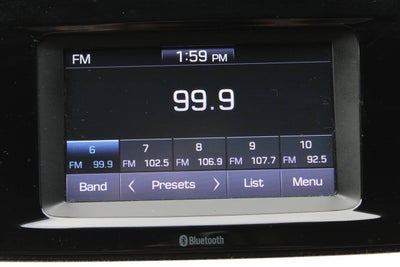 FM 1:59 PM
99.9
6 7 8 9 10
FM 99.9 FM 102.5 FM 106.9 FM 107.7 FM 92.5
Band < Presets > List Menu
Bluetooth